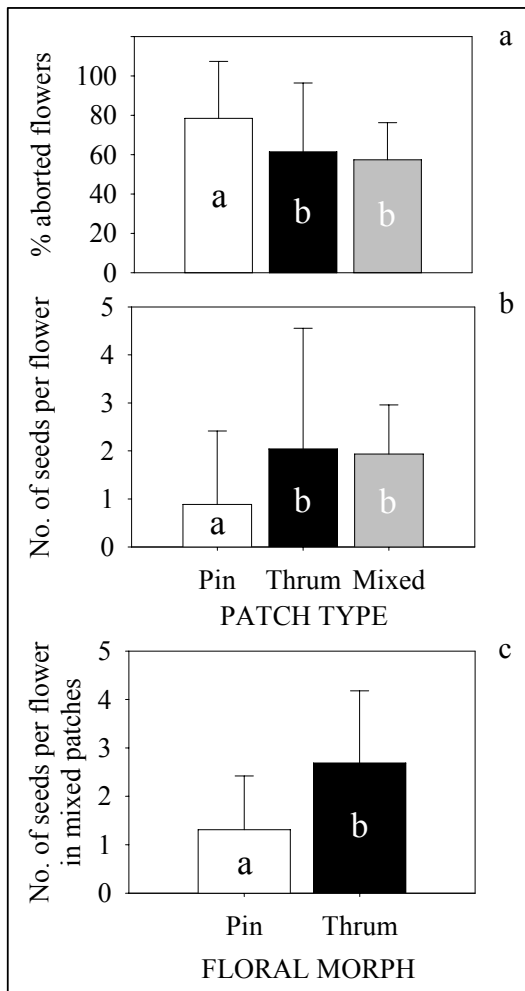 a
% aborted flowers
100
80
60
40
20
0
a
b
b
b
No. of seeds per flower
5
4
3
2
1
0
a
b
b
Pin Thrum Mixed
PATCH TYPE
c
No. of seeds per flower
in mixed patches
5
4
3
2
1
0
a
b
Pin Thrum
FLORAL MORPH